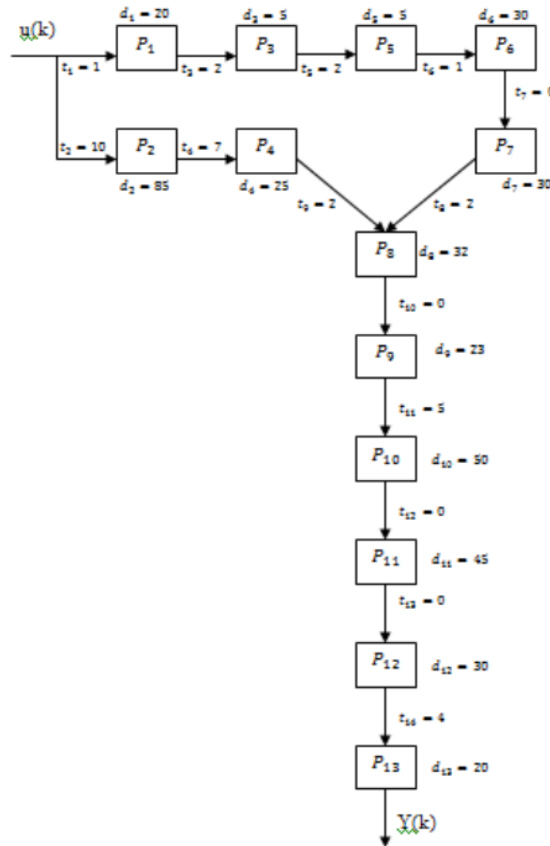 u(k)
d₁ = 20
d₃ = 5
d₅ = 5
d₆ = 30
P₁
P₃
P₅
P₆
t₁ = 1
t₃ = 2
t₅ = 2
t₆ = 1
t₇ =
t₂ = 10
P₂
t₄ = 7
P₄
P₇
d₂ = 85
d₄ = 25
d₇ = 30
t₉ = 2
t₈ = 2
P₈
d₈ = 32
t₁₀ = 0
P₉
d₉ = 23
t₁₁ = 5
P₁₀
d₁₀ = 50
t₁₂ = 0
P₁₁
d₁₁ = 45
t₁₃ = 0
P₁₂
d₁₂ = 30
t₁₄ = 4
P₁₃
d₁₃ = 20
Y(k)